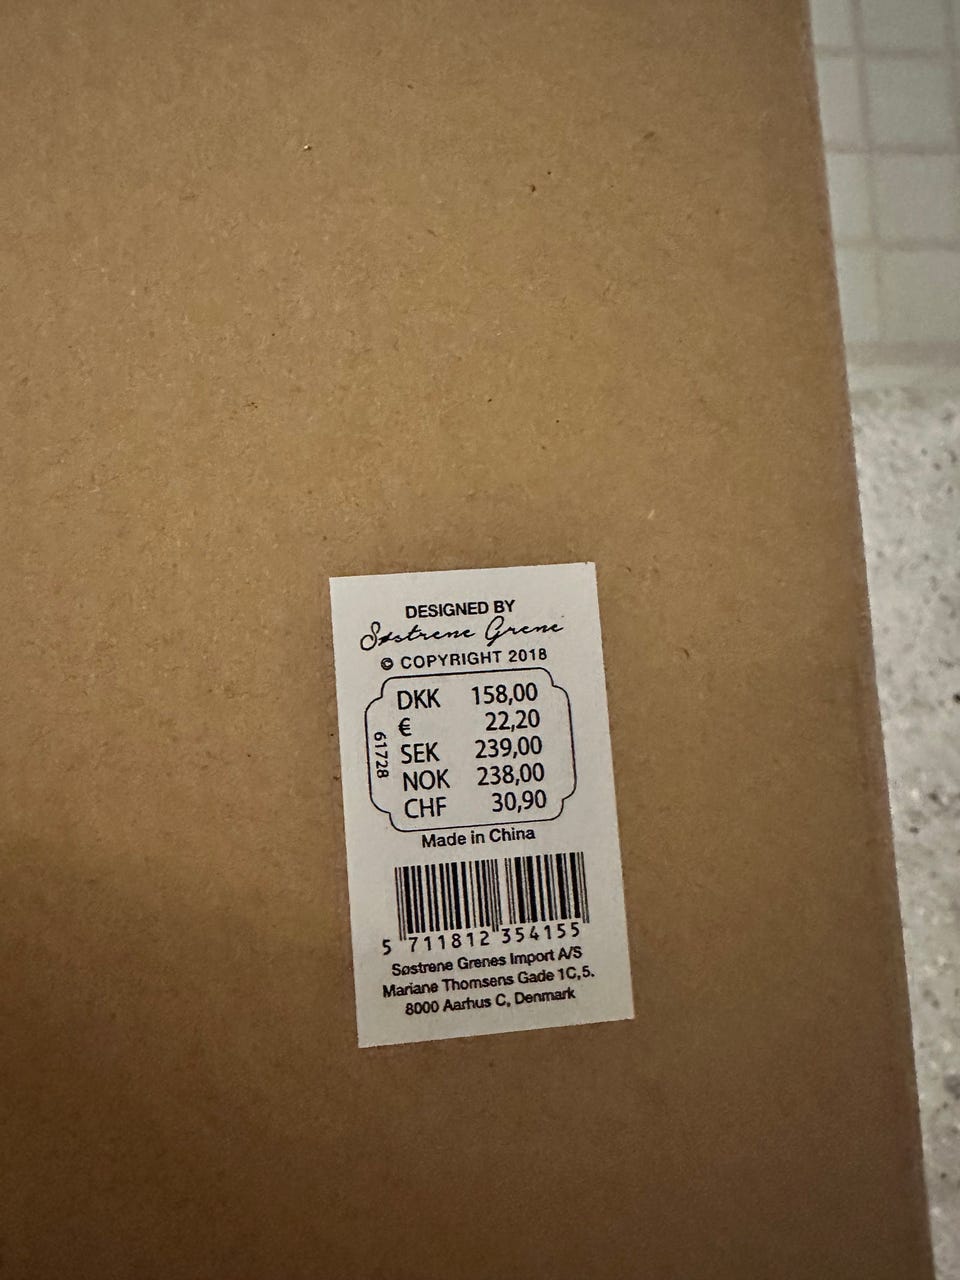 DESIGNED BY
Søstrene Grene
© COPYRIGHT 2018
DKK 158,00
€ 22,20
SEK 239,00
NOK 238,00
CHF 30,90
61728
Made in China
5 711812 354155
Søstrene Grenes Import A/S
Mariane Thomsens Gade 1C,5.
8000 Aarhus C, Denmark